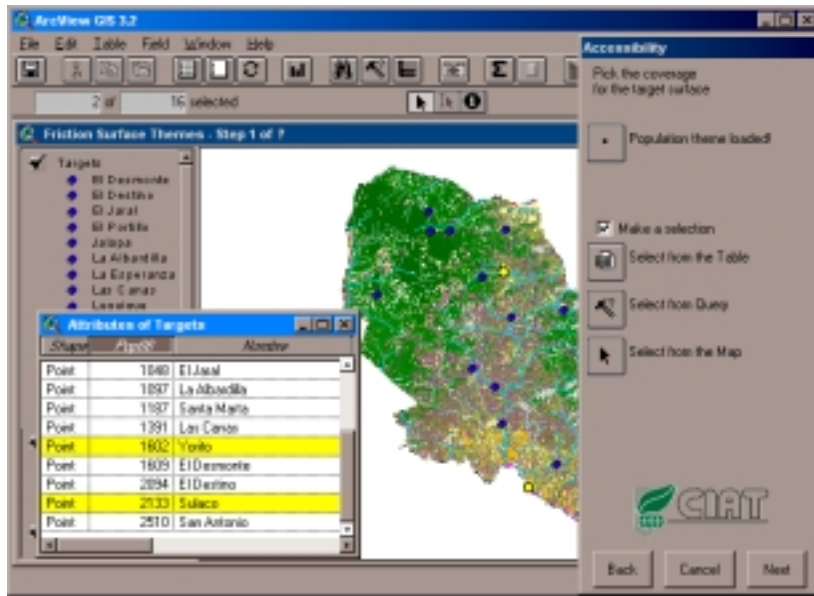 ArcView GIS 3.2
File Edit Table Field Window Help
2 of 16 selected
Friction Surface Themes - Step 1 of ?
Targets
El Desmonte
El Destino
El Jaral
El Portillo
Jalapa
La Albardilla
La Esperanza
Las Canas
Attributes of Targets
Shape
Point 1048 El Jaral
Point 1097 La Albardilla
Point 1187 Santa Marta
Point 1391 Las Canas
Point 1602 Yorito
Point 1609 El Desmonte
Point 2094 El Destino
Point 2133 Sulaco
Point 2510 San Antonio
Accessibility
Pick the coverage
for the target surface
Population theme loaded!
Make a selection
Select from the Table
Select from Query
Select from the Map
CIAT
Back Cancel Next